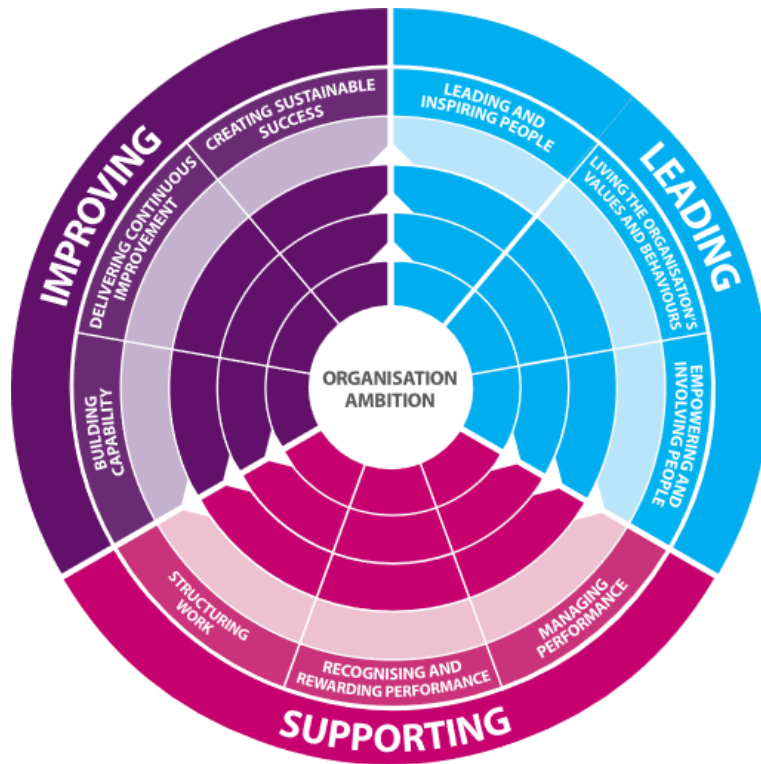 IMPROVING
CREATING SUSTAINABLE
SUCCESS
DELIVERING CONTINUOUS
IMPROVEMENT
BUILDING
CAPABILITY
LEADING
LEADING AND
INSPIRING PEOPLE
LIVING THE ORGANISATION'S
VALUES AND BEHAVIOURS
EMPOWERING AND
INVOLVING PEOPLE
ORGANISATION
AMBITION
STRUCTURING
WORK
RECOGNISING AND
REWARDING PERFORMANCE
MANAGING
PERFORMANCE
SUPPORTING